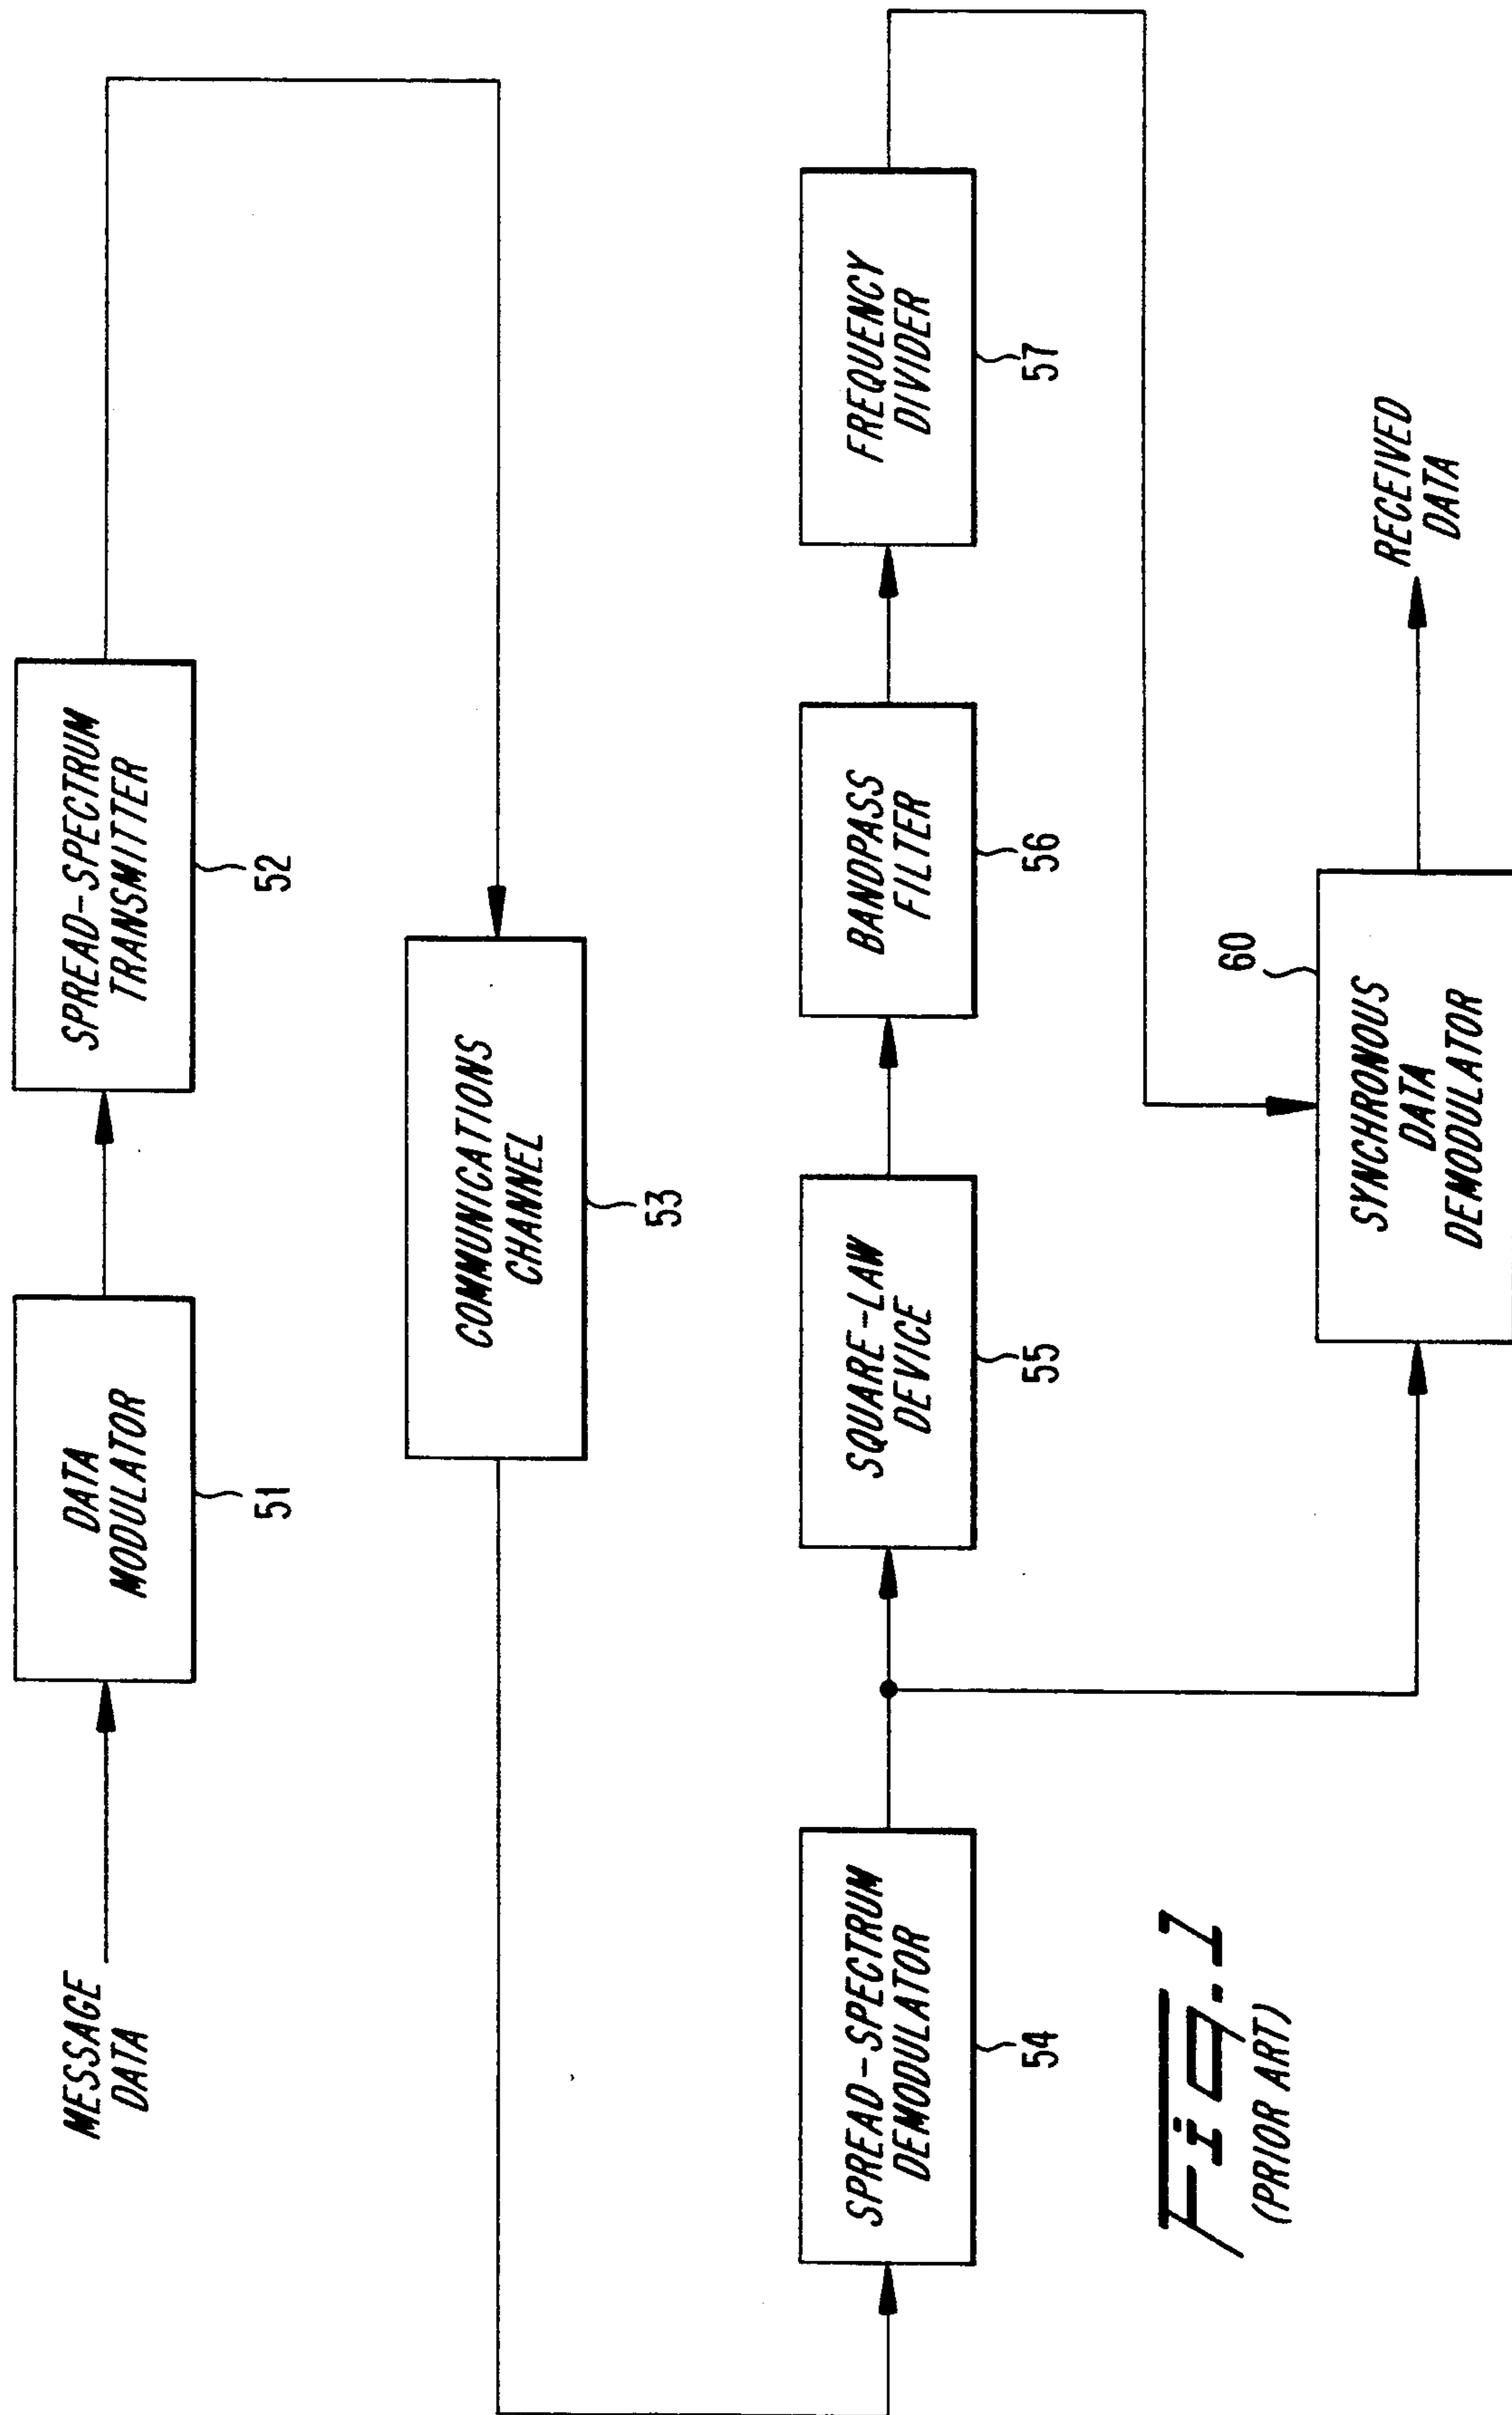 MESSAGE
DATA
DATA
MODULATOR
51
SPREAD-SPECTRUM
TRANSMITTER
52
COMMUNICATIONS
CHANNEL
53
SPREAD-SPECTRUM
DEMODULATOR
54
SQUARE-LAW
DEVICE
55
BANDPASS
FILTER
56
FREQUENCY
DIVIDER
57
SYNCHRONOUS
DATA
DEMODULATOR
60
RECEIVED
DATA
Fig. 1
(PRIOR ART)